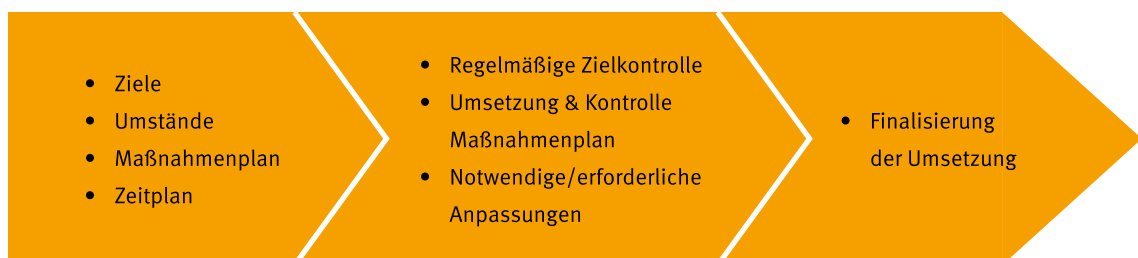 • Ziele
• Umstände
• Maßnahmenplan
• Zeitplan
• Regelmäßige Zielkontrolle
• Umsetzung & Kontrolle
Maßnahmenplan
• Notwendige/erforderliche
Anpassungen
• Finalisierung
der Umsetzung